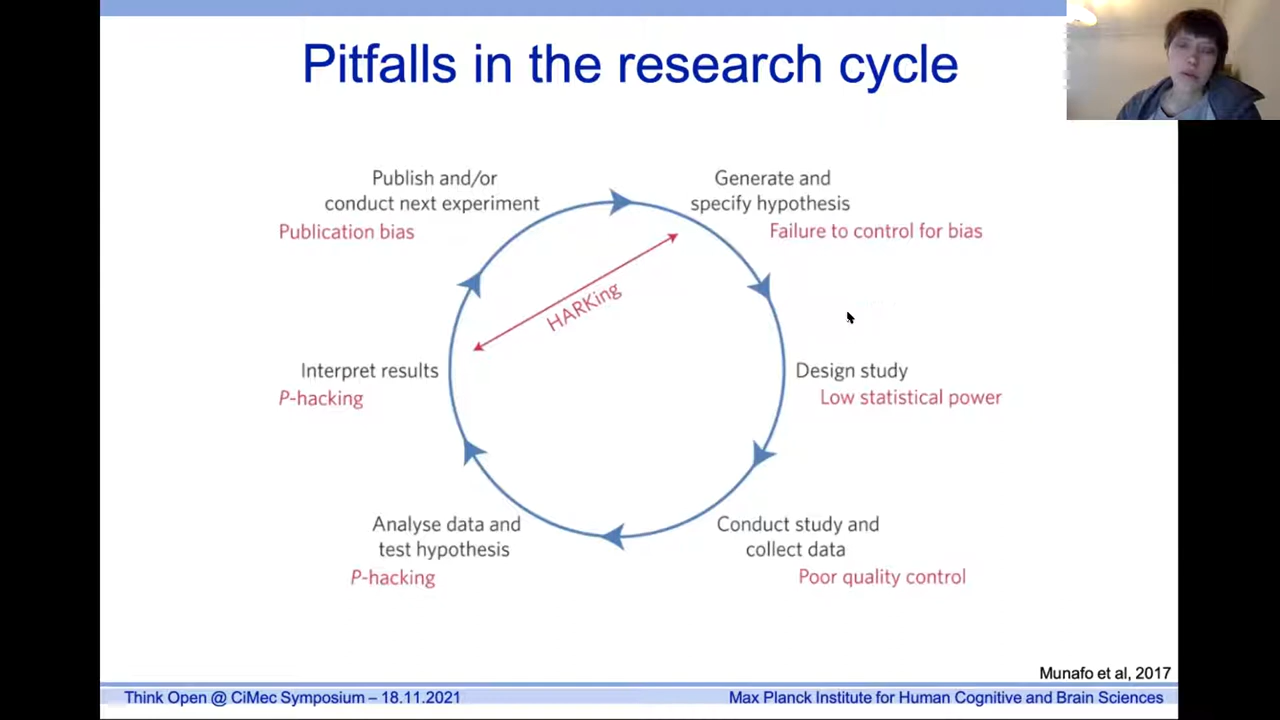 Pitfalls in the research cycle
Publish and/or
conduct next experiment
Publication bias
Generate and
specify hypothesis
Failure to control for bias
HARKing
Interpret results
P-hacking
Design study
Low statistical power
Analyse data and
test hypothesis
P-hacking
Conduct study and
collect data
Poor quality control
Munafo et al, 2017
Think Open @ CiMec Symposium – 18.11.2021
Max Planck Institute for Human Cognitive and Brain Sciences